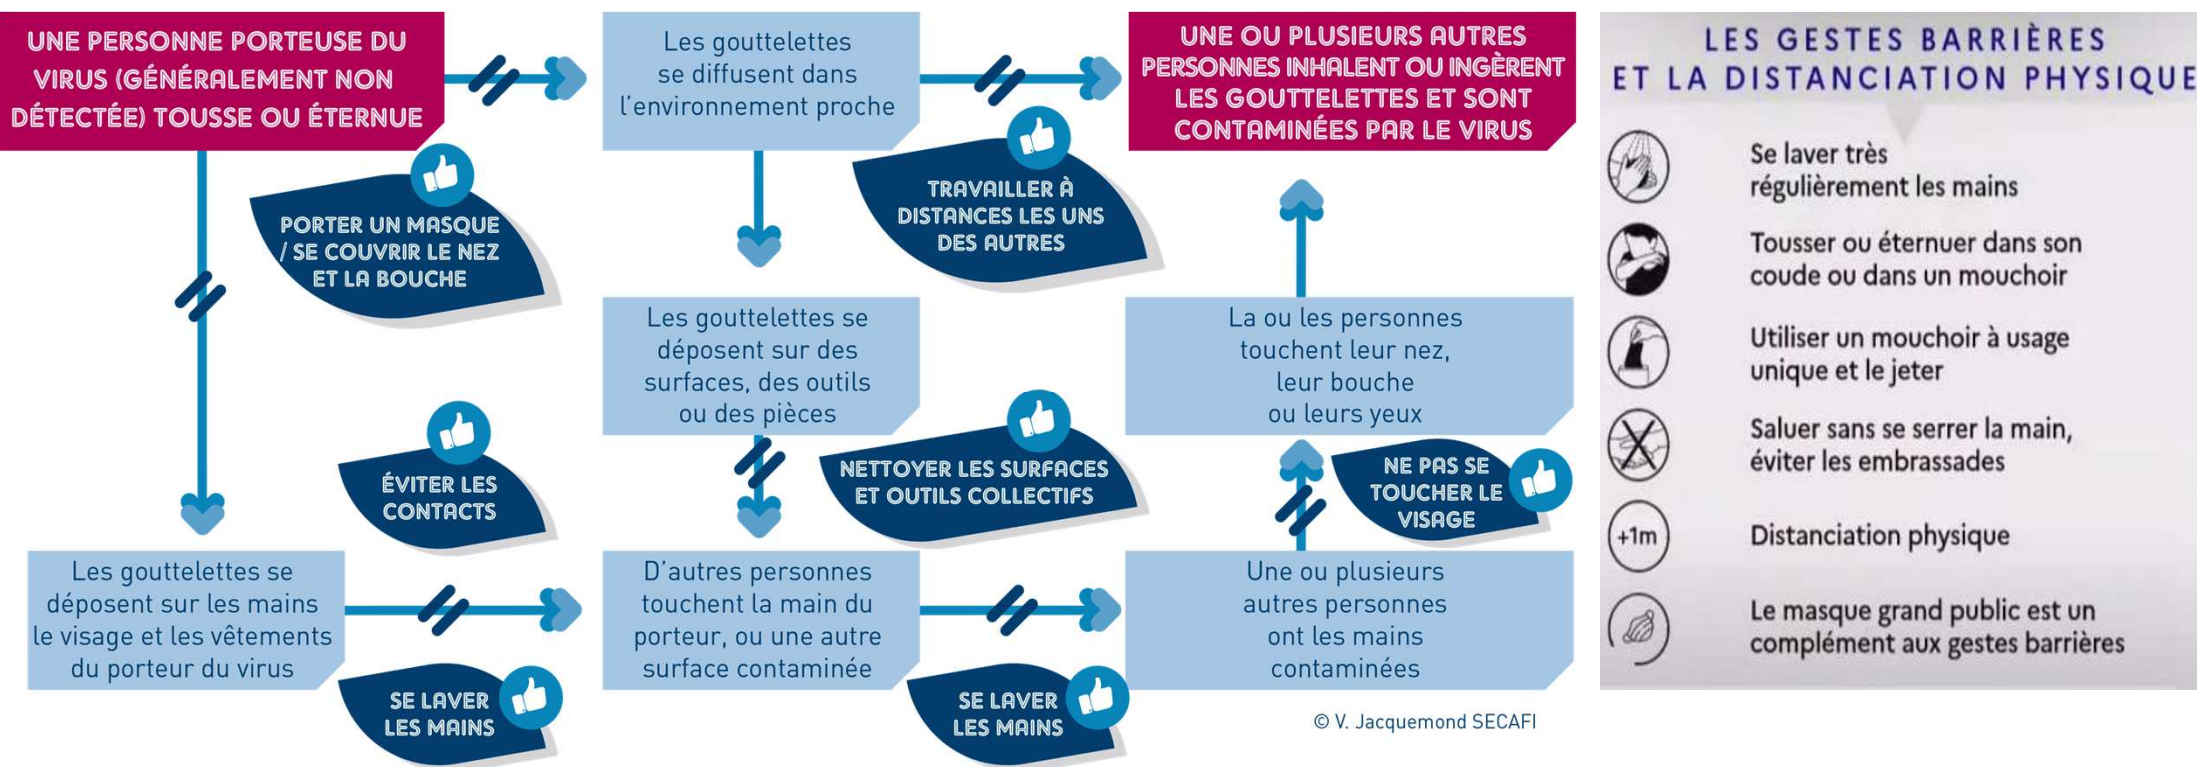 UNE PERSONNE PORTEUSE DU
VIRUS (GÉNÉRALEMENT NON
DÉTECTÉE) TOUSSE OU ÉTERNUE
Les gouttelettes
se diffusent dans
l'environnement proche
UNE OU PLUSIEURS AUTRES
PERSONNES INHALENT OU INGÈRENT
LES GOUTTELETTES ET SONT
CONTAMINÉES PAR LE VIRUS
PORTER UN MASQUE
/ SE COUVRIR LE NEZ
ET LA BOUCHE
TRAVAILLER À
DISTANCES LES UNS
DES AUTRES
Les gouttelettes se
déposent sur des
surfaces, des outils
ou des pièces
La ou les personnes
touchent leur nez,
leur bouche
ou leurs yeux
ÉVITER LES
CONTACTS
NETTOYER LES SURFACES
ET OUTILS COLLECTIFS
NE PAS SE
TOUCHER LE
VISAGE
Les gouttelettes se
déposent sur les mains
le visage et les vêtements
du porteur du virus
D'autres personnes
touchent la main du
porteur, ou une autre
surface contaminée
Une ou plusieurs
autres personnes
ont les mains
contaminées
SE LAVER
LES MAINS
SE LAVER
LES MAINS
© V. Jacquemond SECAFI
LES GESTES BARRIÈRES
ET LA DISTANCIATION PHYSIQUE
Se laver très
régulièrement les mains
Tousser ou éternuer dans son
coude ou dans un mouchoir
Utiliser un mouchoir à usage
unique et le jeter
Saluer sans se serrer la main,
éviter les embrassades
+1m
Distanciation physique
Le masque grand public est un
complément aux gestes barrières